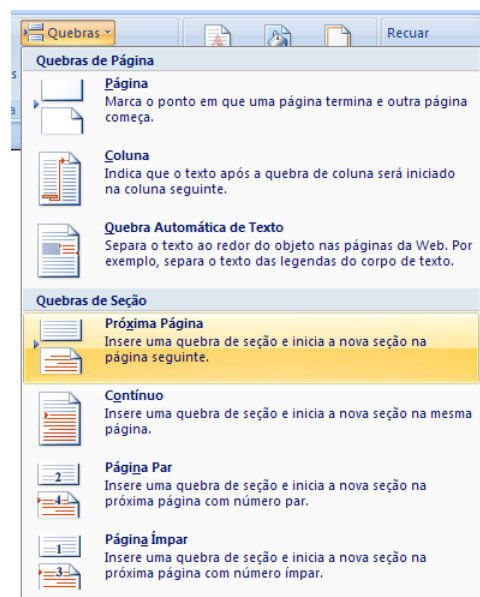 Quebras
Recuar
Quebras de Página
Página
Marca o ponto em que uma página termina e outra página
começa.
Coluna
Indica que o texto após a quebra de coluna será iniciado
na coluna seguinte.
Quebra Automática de Texto
Separa o texto ao redor do objeto nas páginas da Web. Por
exemplo, separa o texto das legendas do corpo de texto.
Quebras de Seção
Próxima Página
Insere uma quebra de seção e inicia a nova seção na
página seguinte.
Contínuo
Insere uma quebra de seção e inicia a nova seção na mesma
página.
2
Página Par
Insere uma quebra de seção e inicia a nova seção na
4
próxima página com número par.
1
Página Ímpar
Insere uma quebra de seção e inicia a nova seção na
3
próxima página com número ímpar.